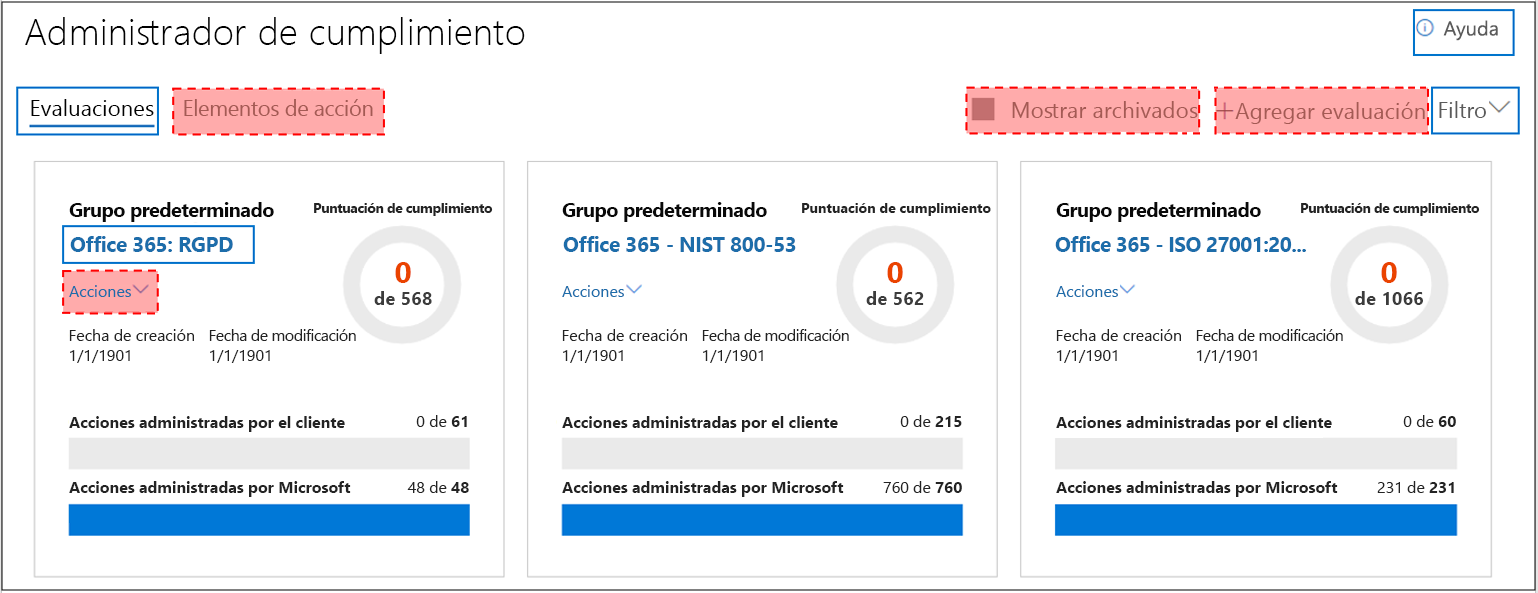 Administrador de cumplimiento
Ayuda
Evaluaciones
Elementos de acción
Mostrar archivados
+Agregar evaluación
Filtro
Grupo predeterminado
Puntuación de cumplimiento
Office 365: RGPD
0
de 568
Acciones
Fecha de creación
1/1/1901
Fecha de modificación
1/1/1901
Acciones administradas por el cliente
0 de 61
Acciones administradas por Microsoft
48 de 48
Grupo predeterminado
Puntuación de cumplimiento
Office 365 - NIST 800-53
0
de 562
Acciones
Fecha de creación
1/1/1901
Fecha de modificación
1/1/1901
Acciones administradas por el cliente
0 de 215
Acciones administradas por Microsoft
760 de 760
Grupo predeterminado
Puntuación de cumplimiento
Office 365 - ISO 27001:20...
0
de 1066
Acciones
Fecha de creación
1/1/1901
Fecha de modificación
1/1/1901
Acciones administradas por el cliente
0 de 60
Acciones administradas por Microsoft
231 de 231